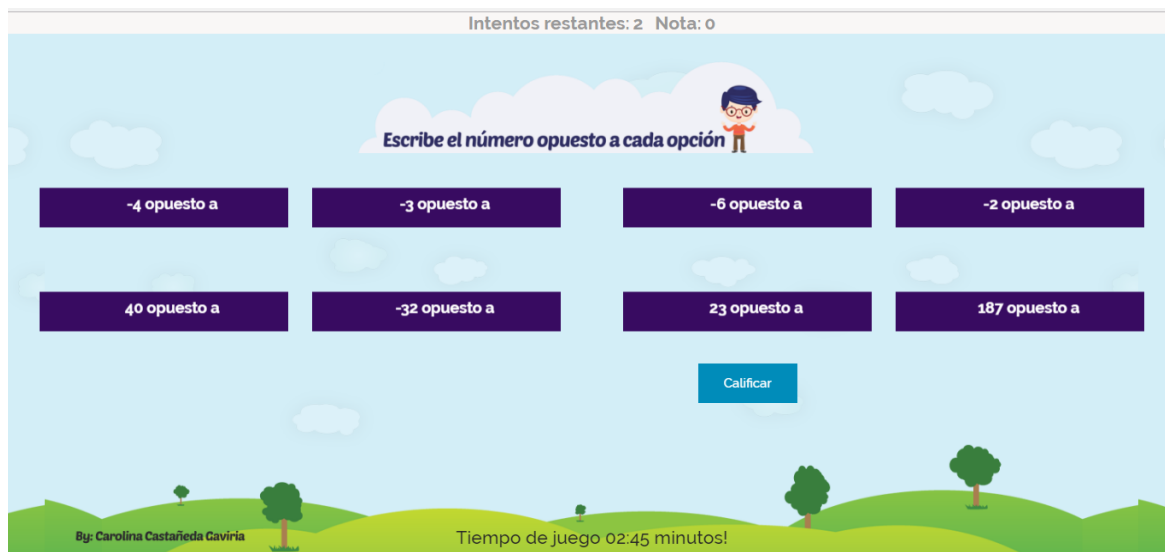 Intentos restantes: 2 Nota: 0
Escribe el número opuesto a cada opción
-4 opuesto a
-3 opuesto a
-6 opuesto a
-2 opuesto a
40 opuesto a
-32 opuesto a
23 opuesto a
187 opuesto a
Calificar
By: Carolina Castañeda Gaviria
Tiempo de juego 02:45 minutos!